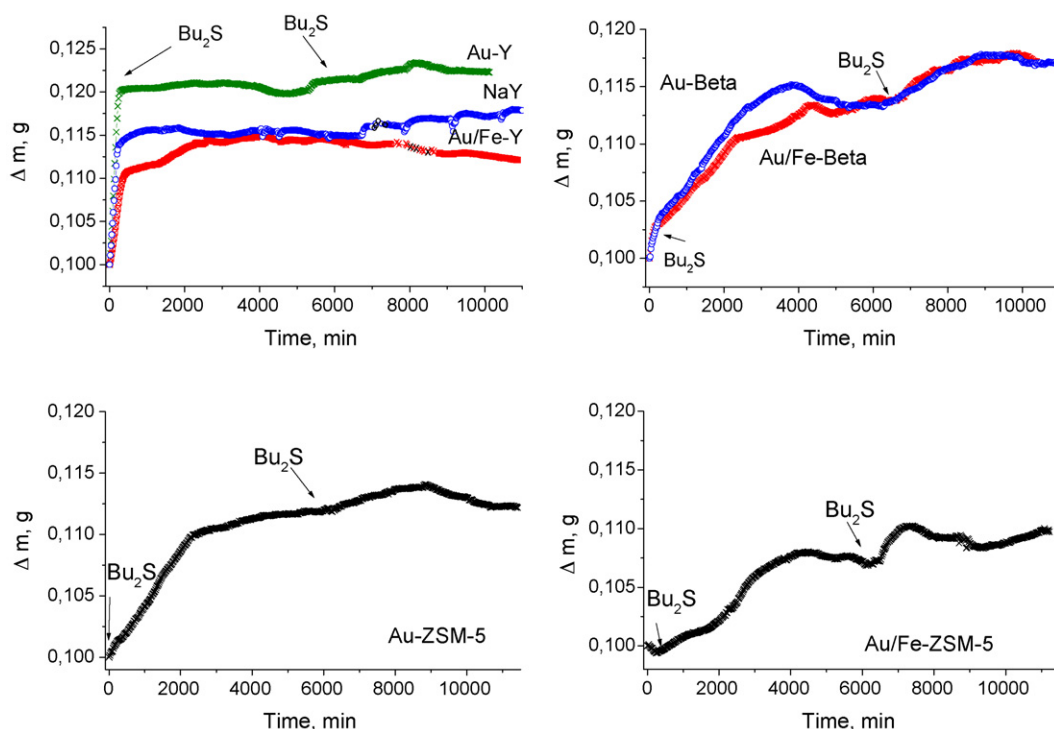 Bu₂S
Bu₂S
Au-Y
NaY
Au/Fe-Y
0,125
0,120
0,115
0,110
0,105
0,100
Δ m, g
0
2000
4000
6000
8000
10000
Time, min
Bu₂S
Au-Beta
Au/Fe-Beta
Bu₂S
0,120
0,115
0,110
0,105
0,100
Δ m, g
0
2000
4000
6000
8000
10000
Time, min
Bu₂S
Bu₂S
Au-ZSM-5
0,120
0,115
0,110
0,105
0,100
Δ m, g
0
2000
4000
6000
8000
10000
Time, min
Bu₂S
Bu₂S
Au/Fe-ZSM-5
0,120
0,115
0,110
0,105
0,100
Δ m, g
0
2000
4000
6000
8000
10000
Time, min